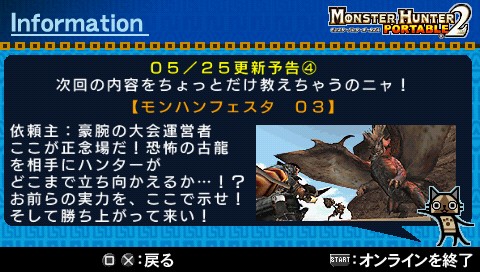 Information
MONSTER HUNTER
PORTABLE 2
０５／２５更新予告④
次回の内容をちょっとだけ教えちゃうのニャ！
【モンハンフェスタ　０３】
依頼主：豪腕の大会運営者
ここが正念場だ！恐怖の古龍
を相手にハンターが
どこまで立ち向かえるか…！？
お前らの実力を、ここで示せ！
そして勝ち上がって来い！
○×：戻る
START：オンラインを終了